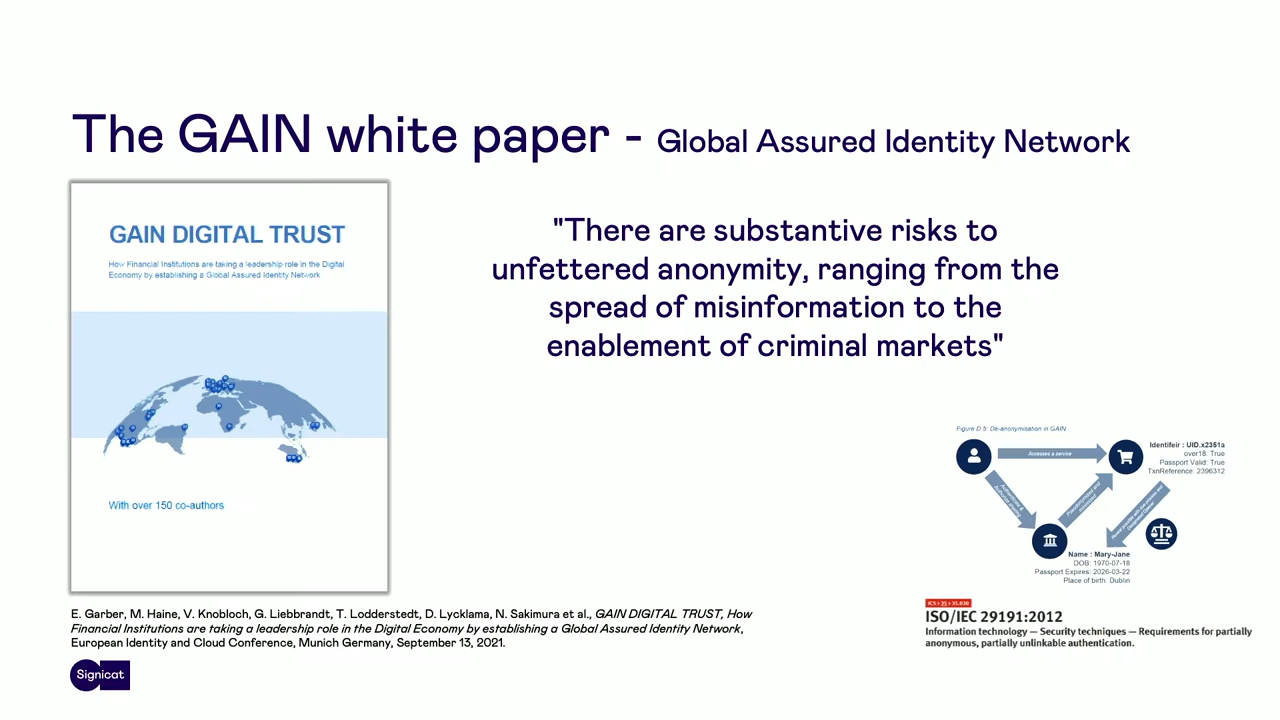 The GAIN white paper - Global Assured Identity Network
GAIN DIGITAL TRUST
How Financial Institutions are taking a leadership role in the Digital
Economy by establishing a Global Assured Identity Network
With over 150 co-authors
"There are substantive risks to
unfettered anonymity, ranging from the
spread of misinformation to the
enablement of criminal markets"
Figure D.5: De-anonymisation in GAIN
Accesses a service
Identifeir : UID.x2351a
over18: True
Passport Valid: True
TxnReference: 2396312
Name : Mary-Jane
DOB: 1970-07-18
Passport Expires: 2026-03-22
Place of birth: Dublin
ICS > 35 > 35.030
ISO/IEC 29191:2012
Information technology — Security techniques — Requirements for partially
anonymous, partially unlinkable authentication.
E. Garber, M. Haine, V. Knobloch, G. Liebbrandt, T. Lodderstedt, D. Lycklama, N. Sakimura et al., GAIN DIGITAL TRUST, How
Financial Institutions are taking a leadership role in the Digital Economy by establishing a Global Assured Identity Network,
European Identity and Cloud Conference, Munich Germany, September 13, 2021.
Signicat